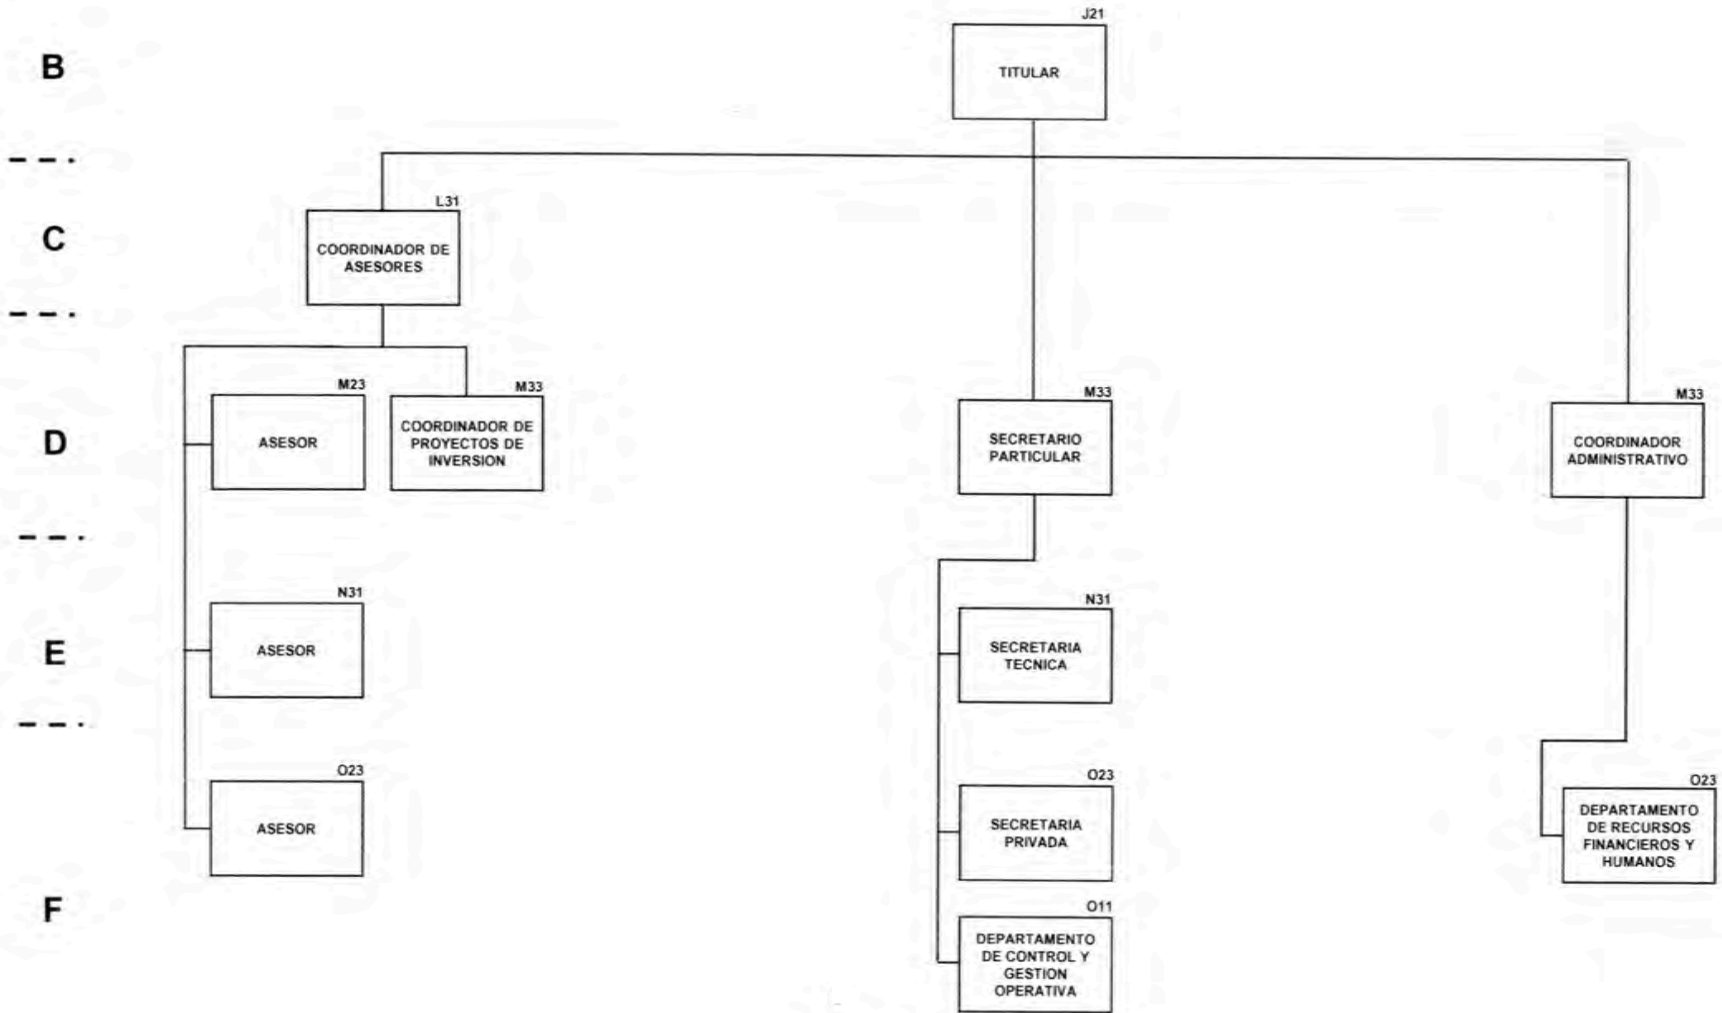 J21
B
TITULAR
L31
C
COORDINADOR DE
ASESORES
M23
ASESOR
M33
COORDINADOR DE
PROYECTOS DE
INVERSION
M33
SECRETARIO
PARTICULAR
M33
COORDINADOR
ADMINISTRATIVO
D
N31
ASESOR
N31
SECRETARIA
TECNICA
E
O23
ASESOR
O23
SECRETARIA
PRIVADA
O23
DEPARTAMENTO
DE RECURSOS
FINANCIEROS Y
HUMANOS
F
O11
DEPARTAMENTO
DE CONTROL Y
GESTION
OPERATIVA